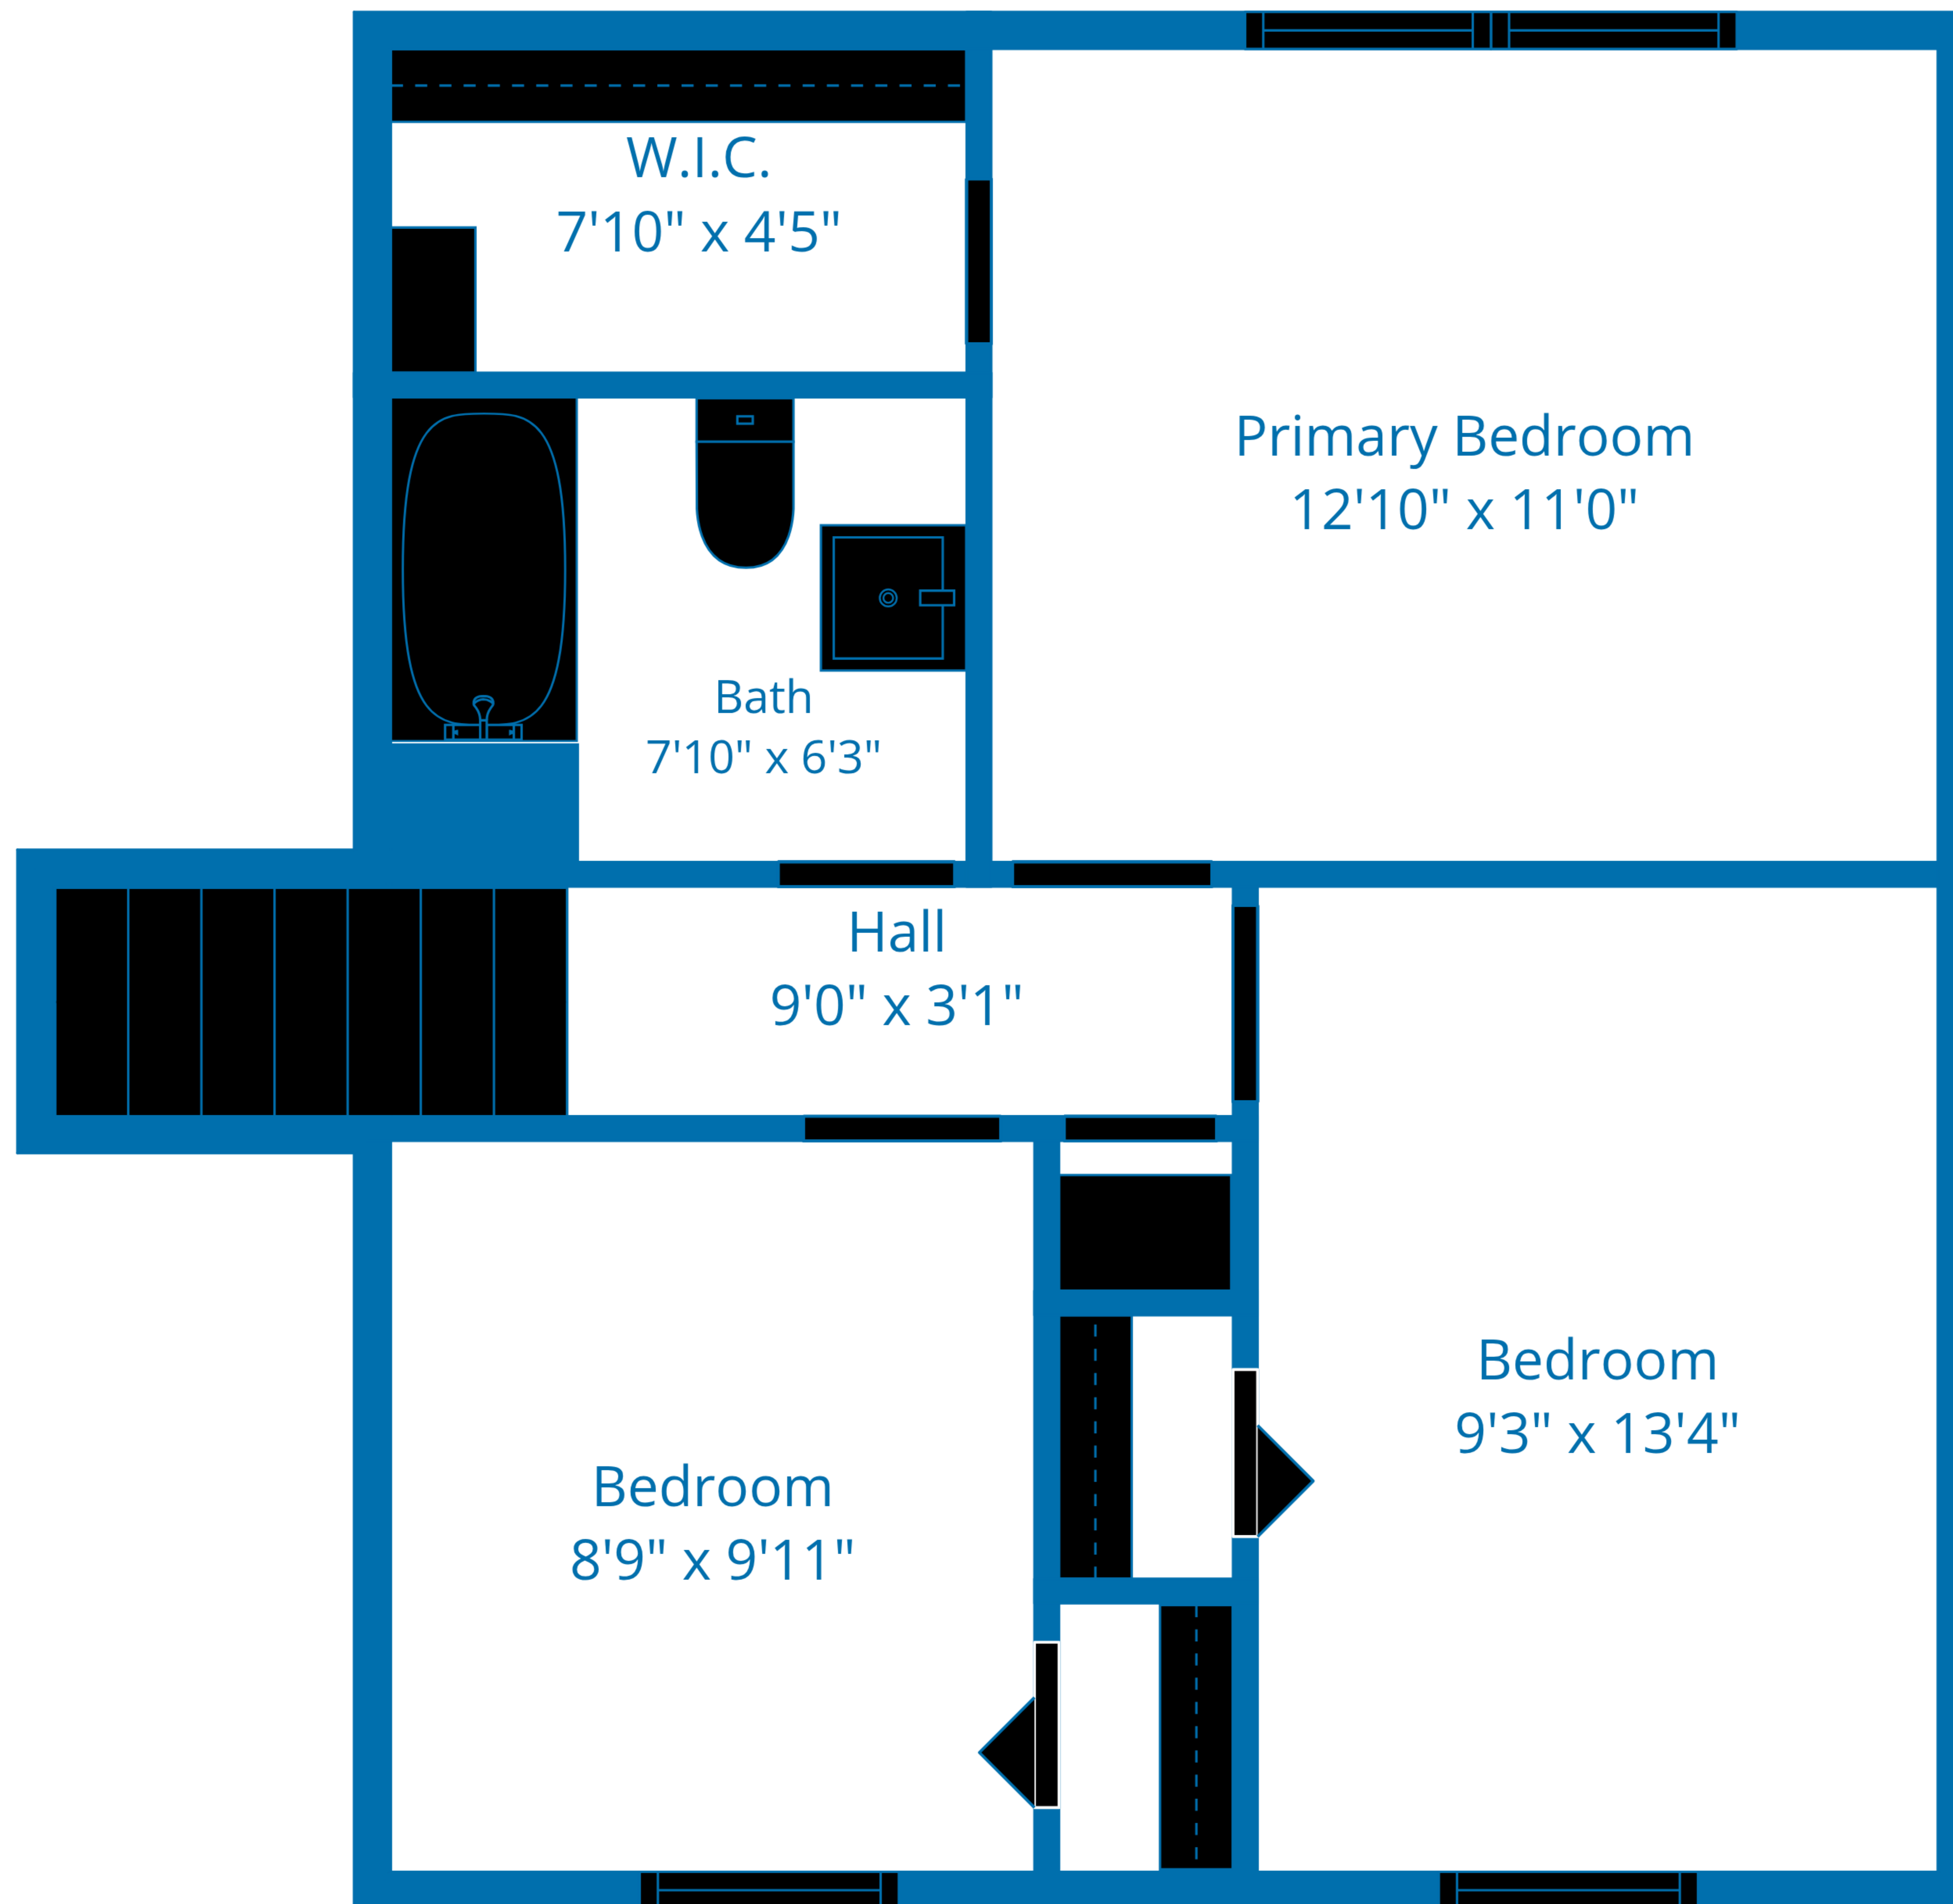 W.I.C.
7'10" x 4'5"
Primary Bedroom
12'10" x 11'0"
Bath
7'10" x 6'3"
Hall
9'0" x 3'1"
Bedroom
9'3" x 13'4"
Bedroom
8'9" x 9'11"